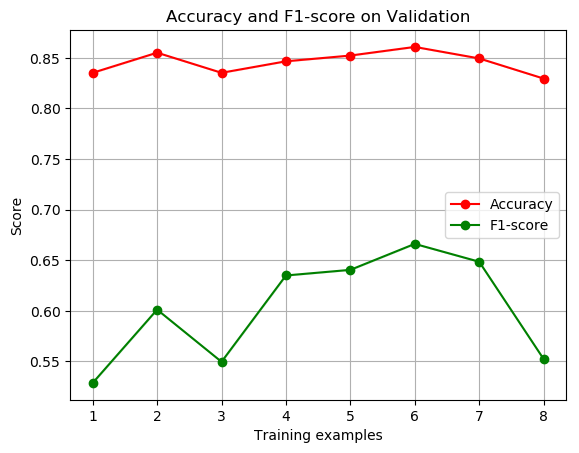 Accuracy and F1-score on Validation
Score
0.85
0.80
0.75
0.70
0.65
0.60
0.55
Accuracy
F1-score
1 2 3 4 5 6 7 8
Training examples